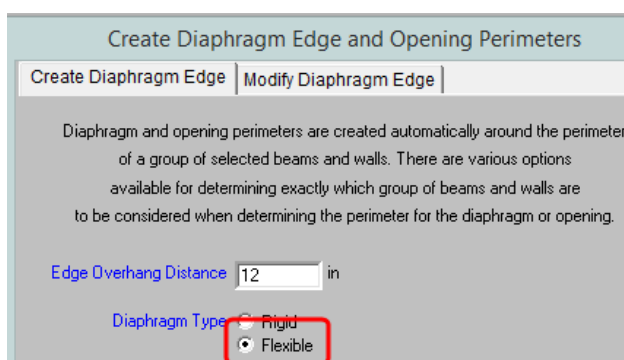 Create Diaphragm Edge and Opening Perimeters
Create Diaphragm Edge Modify Diaphragm Edge
Diaphragm and opening perimeters are created automatically around the perimeter
of a group of selected beams and walls. There are various options
available for determining exactly which group of beams and walls are
to be considered when determining the perimeter for the diaphragm or opening.
Edge Overhang Distance 12 in
Diaphragm Type Rigid
Flexible